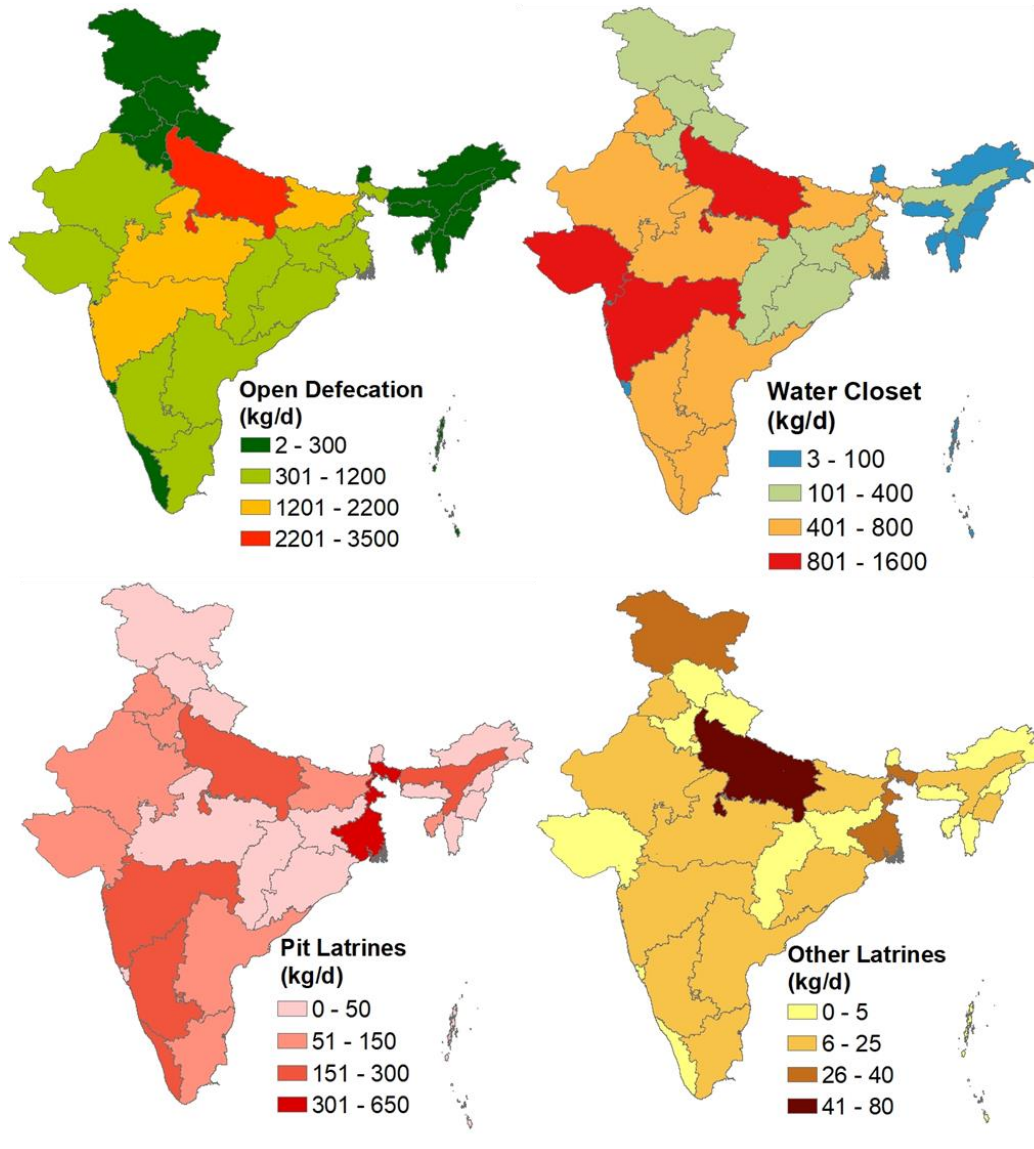 Open Defecation
(kg/d)
2 - 300
301 - 1200
1201 - 2200
2201 - 3500
Water Closet
(kg/d)
3 - 100
101 - 400
401 - 800
801 - 1600
Pit Latrines
(kg/d)
0 - 50
51 - 150
151 - 300
301 - 650
Other Latrines
(kg/d)
0 - 5
6 - 25
26 - 40
41 - 80